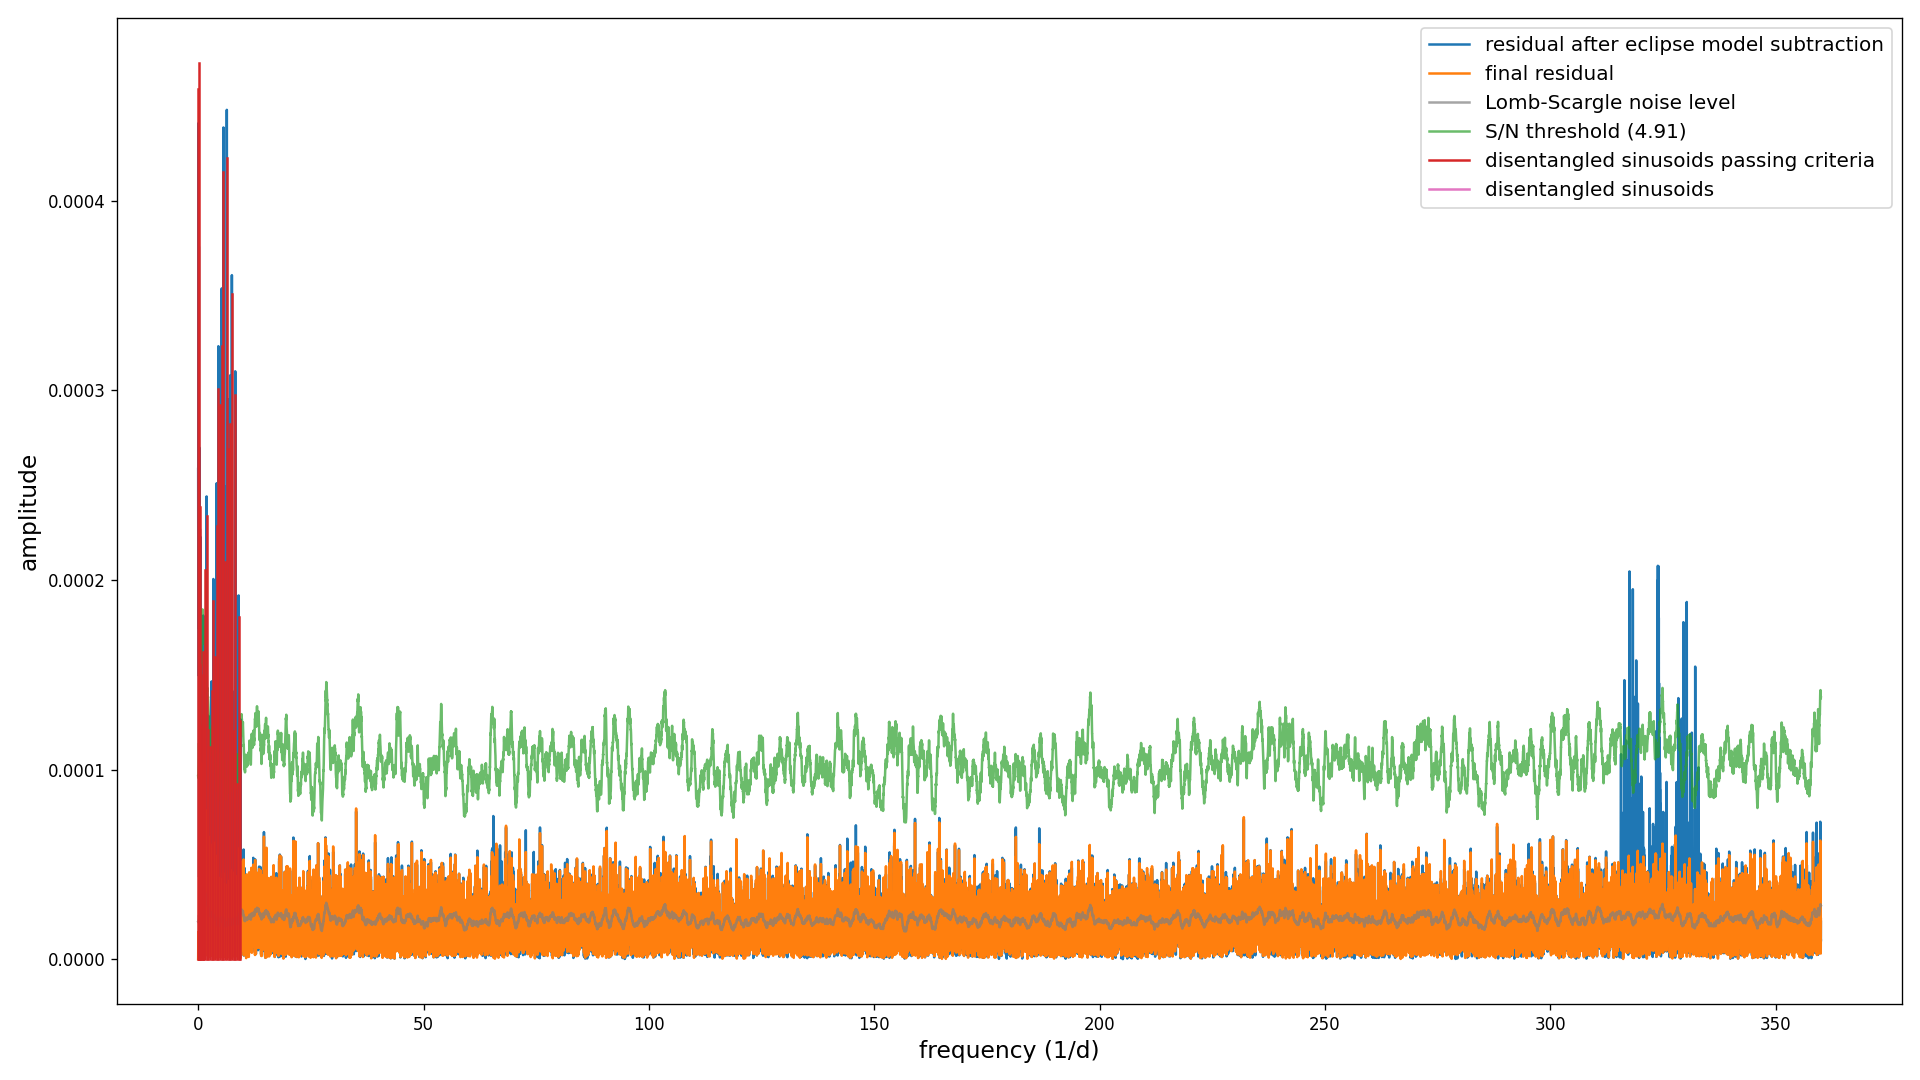 residual after eclipse model subtraction
final residual
Lomb-Scargle noise level
S/N threshold (4.91)
disentangled sinusoids passing criteria
disentangled sinusoids
amplitude
0.0004
0.0003
0.0002
0.0001
0.0000
0 50 100 150 200 250 300 350
frequency (1/d)